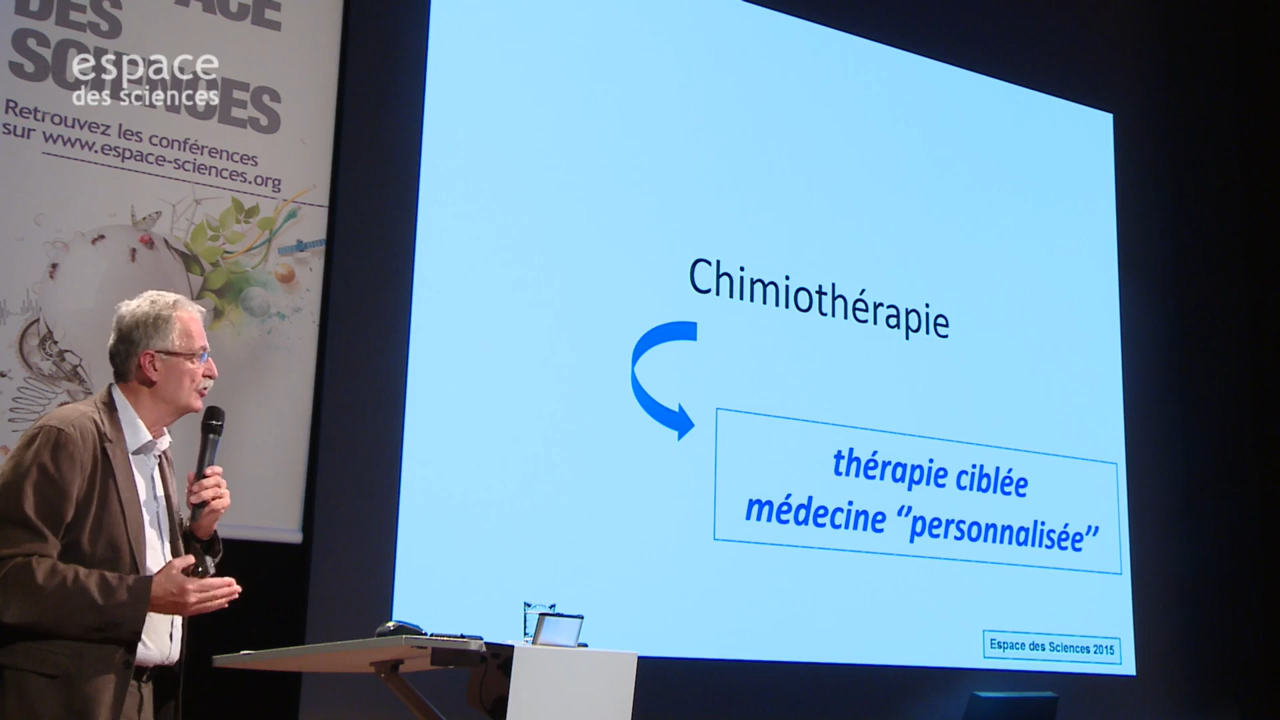 DES
SCIENCES
espace
des sciences
Retrouvez les conférences
sur www.espace-sciences.org
Chimiothérapie
thérapie ciblée
médecine ‘’personnalisée’’
Espace des Sciences 2015